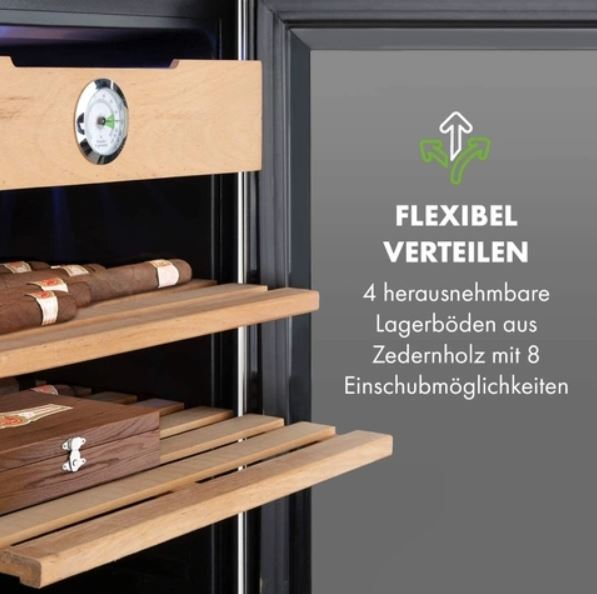 FLEXIBEL
VERTEILEN
4 herausnehmbare
Lagerböden aus
Zedernholz mit 8
Einschubmöglichkeiten